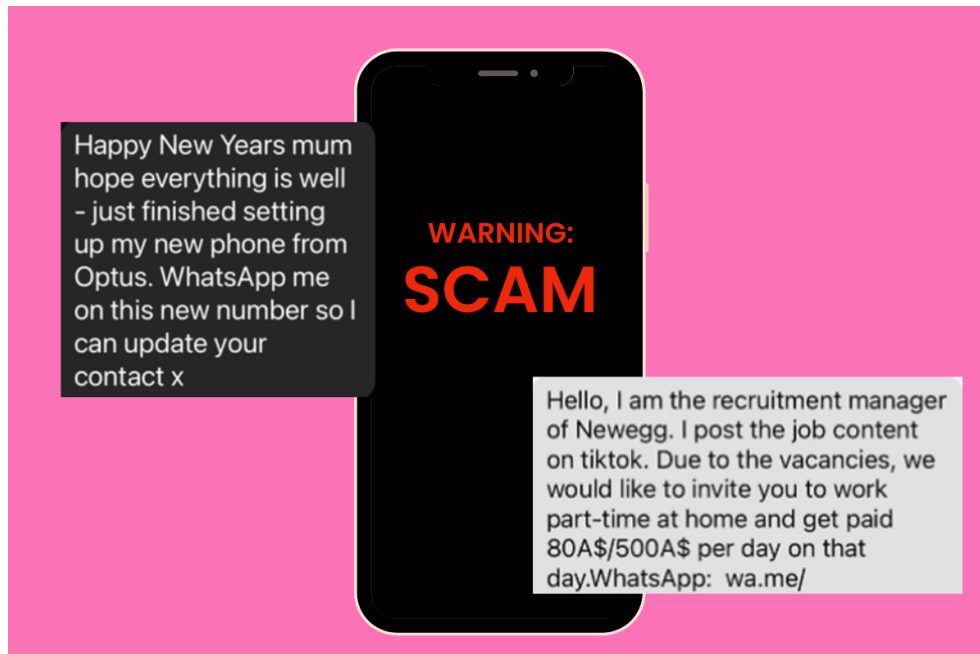 Happy New Years mum
hope everything is well
- just finished setting
up my new phone from
Optus. WhatsApp me
on this new number so I
can update your
contact x
WARNING:
SCAM
Hello, I am the recruitment manager
of Newegg. I post the job content
on tiktok. Due to the vacancies, we
would like to invite you to work
part-time at home and get paid
80A$/500A$ per day on that
day.WhatsApp:  wa.me/